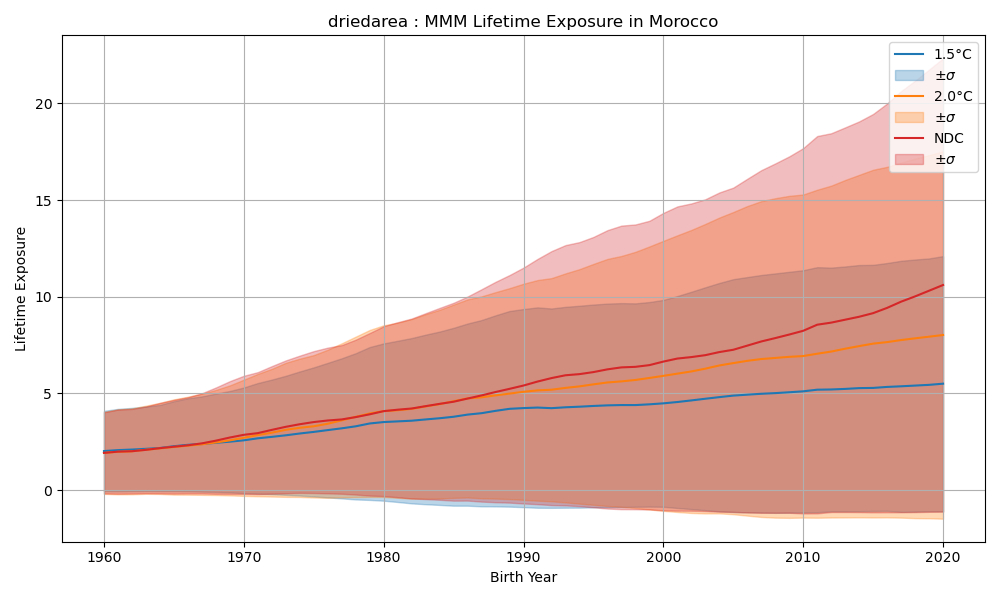 driedarea : MMM Lifetime Exposure in Morocco
Lifetime Exposure
20
15
10
5
0
1960 1970 1980 1990 2000 2010 2020
Birth Year
1.5°C
±σ
2.0°C
±σ
NDC
±σ